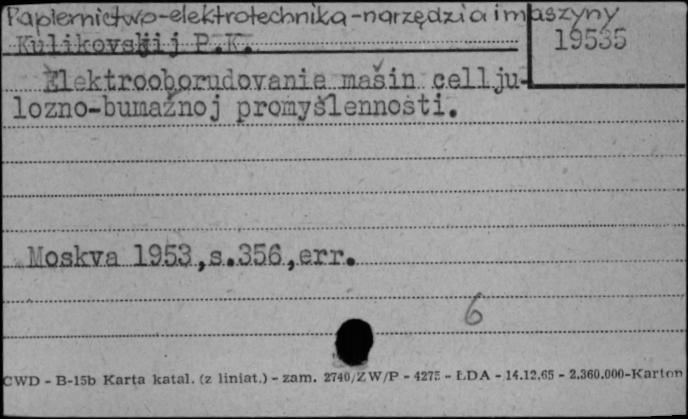 Papiernictwo-elektrotechnika-narzędzia i maszyny
Kulikovskij P.K.
19535
Elektrooborudovanie mašin cellju-
lozno-bumažnoj promyšlennosti.
Moskva 1953,s.356,err.
6
CWD - B-15b Karta katal. (z liniat.) - zam. 2740/ZW/P - 4275 - ŁDA - 14.12.65 - 2.360.000-Karton